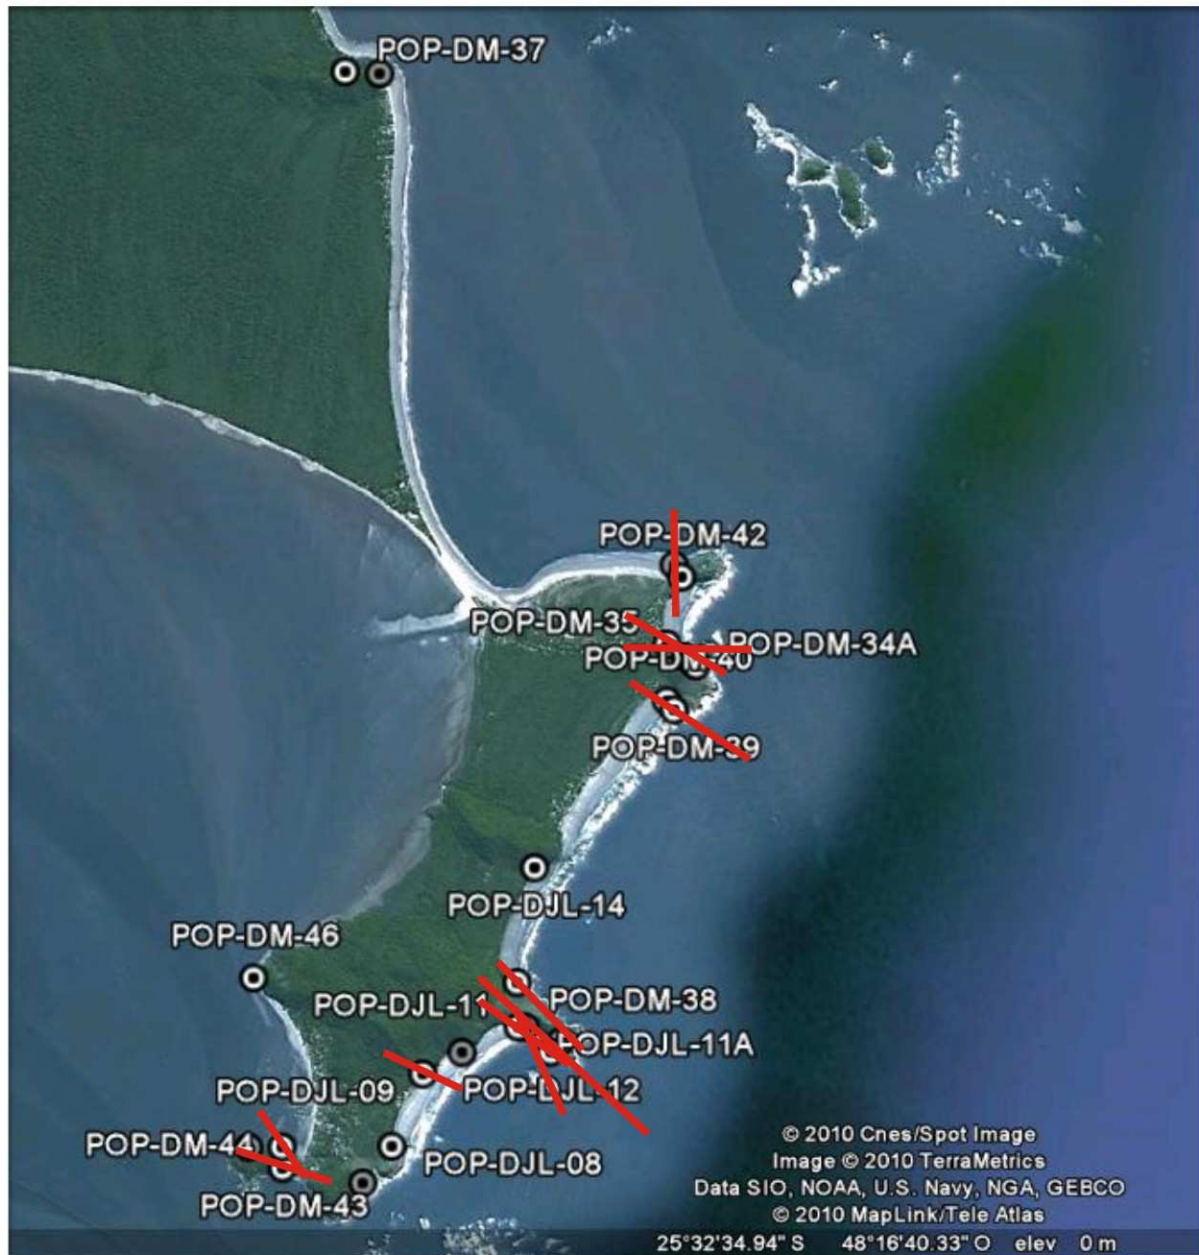 POP-DM-37
POP-DM-42
POP-DM-35
POP-DM-34A
POP-DM-40
POP-DM-39
POP-DJL-14
POP-DM-46
POP-DM-38
POP-DJL-11
POP-DJL-11A
POP-DJL-09
POP-DJL-12
POP-DM-44
POP-DJL-08
POP-DM-43
© 2010 Cnes/Spot Image
Image © 2010 TerraMetrics
Data SIO, NOAA, U.S. Navy, NGA, GEBCO
© 2010 MapLink/Tele Atlas
25°32'34.94" S 48°16'40.33" O elev 0 m